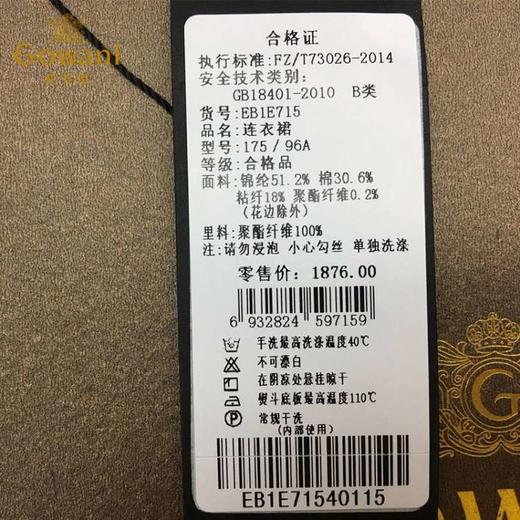 Gowani
合格证
执行标准:FZ/T73026-2014
安全技术类别:
GB18401-2010 B类
货号:EB1E715
品名:连衣裙
型号:175/96A
等级:合格品
面料:锦纶51.2% 棉30.6%
粘纤18% 聚酯纤维0.2%
(花边除外)
里料:聚酯纤维100%
注:请勿浸泡 小心勾丝 单独洗涤
零售价:1876.00
6 932824 597159
手洗最高洗涤温度40℃
不可漂白
在阴凉处悬挂晾干
熨斗底板最高温度110℃
常规干洗
(内部使用)
EB1E71540115
G